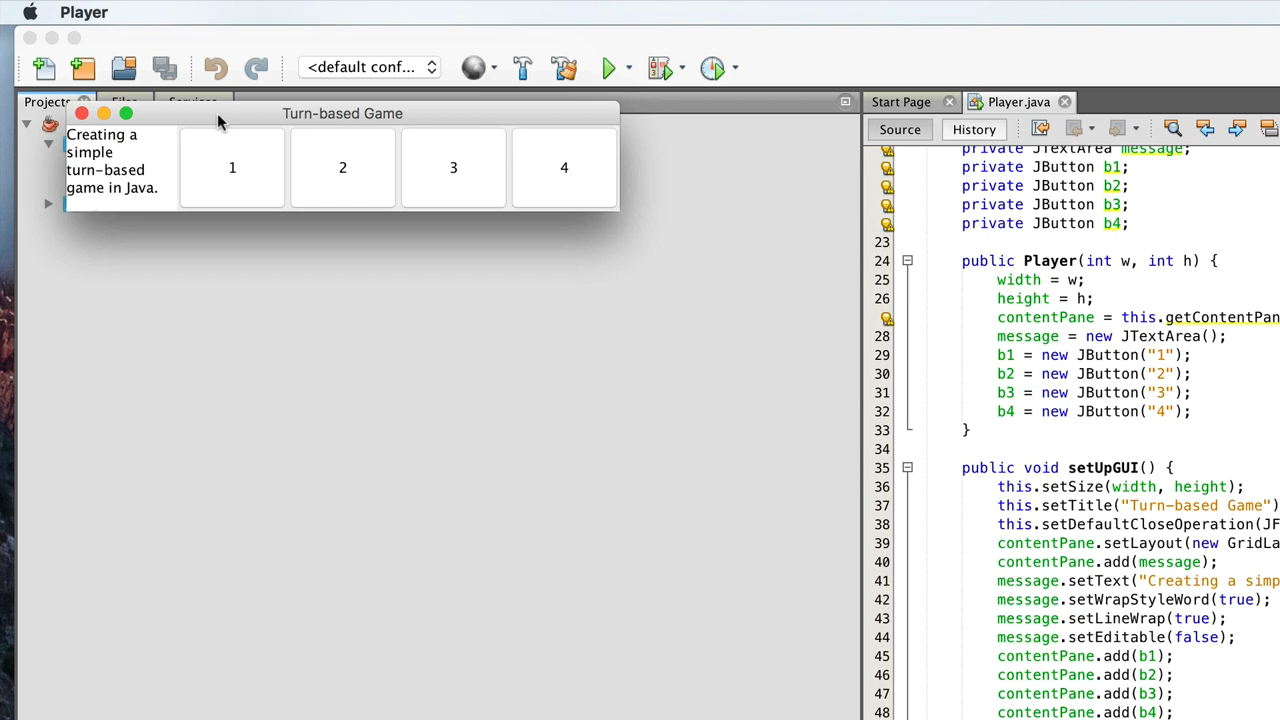 Player
<default conf...
Projects
Files
Services
Turn-based Game
Creating a
simple
turn-based
game in Java.
1
2
3
4
Start Page
Player.java
Source
History
private JTextArea message;
private JButton b1;
private JButton b2;
private JButton b3;
private JButton b4;
23
24 public Player(int w, int h) {
25 width = w;
26 height = h;
contentPane = this.getContentPan
28 message = new JTextArea();
29 b1 = new JButton("1");
30 b2 = new JButton("2");
31 b3 = new JButton("3");
32 b4 = new JButton("4");
33 }
34
35 public void setUpGUI() {
36 this.setSize(width, height);
37 this.setTitle("Turn-based Game")
38 this.setDefaultCloseOperation(JF
39 contentPane.setLayout(new GridLa
40 contentPane.add(message);
41 message.setText("Creating a simp
42 message.setWrapStyleWord(true);
43 message.setLineWrap(true);
44 message.setEditable(false);
45 contentPane.add(b1);
46 contentPane.add(b2);
47 contentPane.add(b3);
48 contentPane.add(b4);